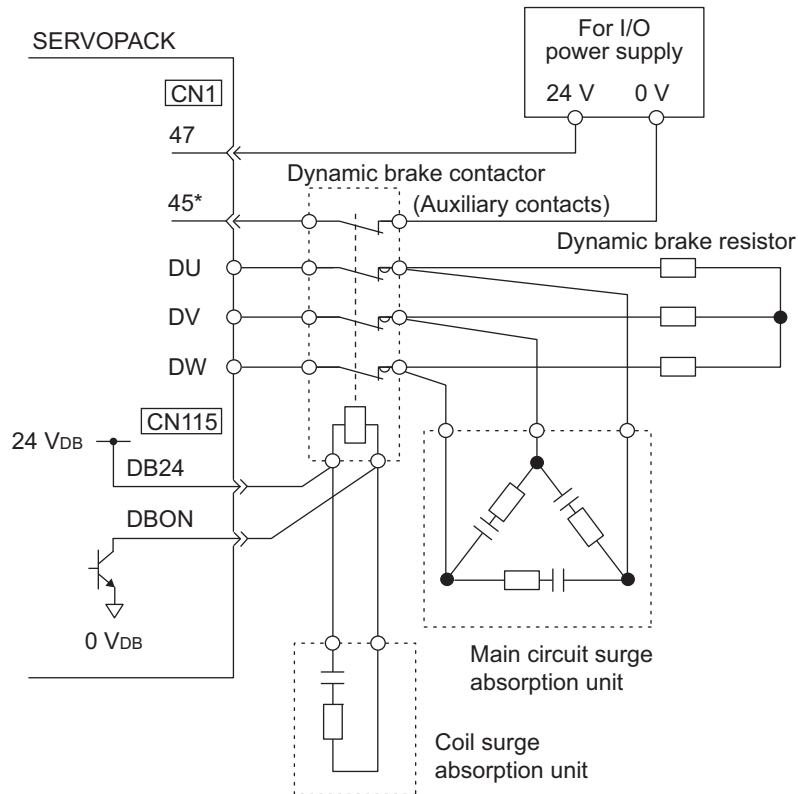 SERVOPACK
For I/O
power supply
24 V
0 V
CN1
47
Dynamic brake contactor
45*
(Auxiliary contacts)
Dynamic brake resistor
DU
DV
DW
CN115
24 VDB
DB24
DBON
0 VDB
Main circuit surge
absorption unit
Coil surge
absorption unit